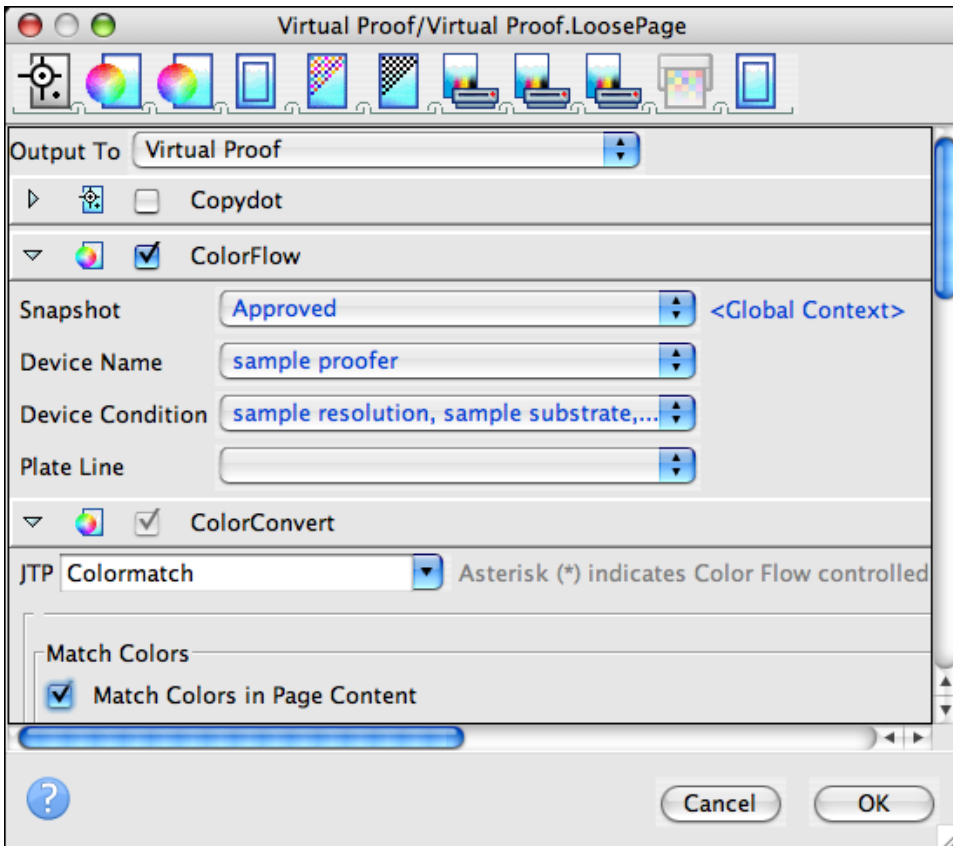 Virtual Proof/Virtual Proof.LoosePage
Output To Virtual Proof
Copydot
ColorFlow
Snapshot Approved <Global Context>
Device Name sample proofer
Device Condition sample resolution, sample substrate,...
Plate Line
ColorConvert
JTP Colormatch Asterisk (*) indicates Color Flow controlled
Match Colors
Match Colors in Page Content
? Cancel OK